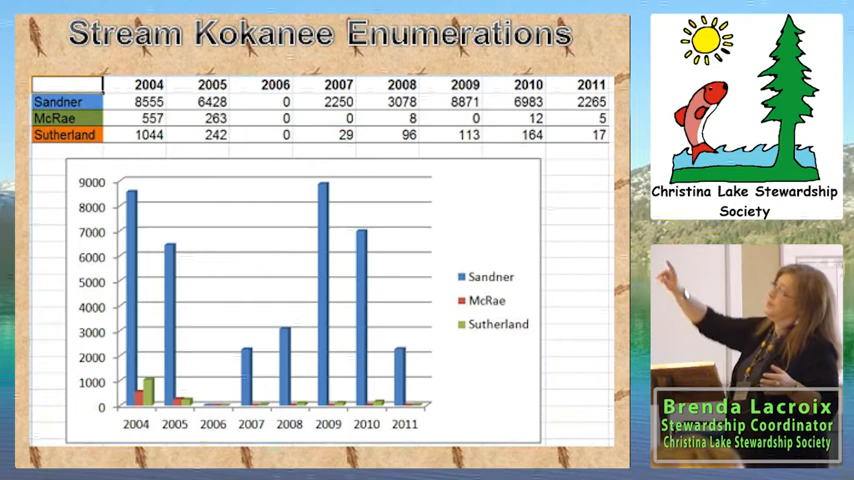 Stream Kokanee Enumerations
2004 2005 2006 2007 2008 2009 2010 2011
Sandner 8555 6428 0 2250 3078 8871 6983 2265
McRae 557 263 0 0 8 0 12 5
Sutherland 1044 242 0 29 96 113 164 17
9000
8000
7000
6000
5000
4000
3000
2000
1000
0
2004 2005 2006 2007 2008 2009 2010 2011
Sandner
McRae
Sutherland
Christina Lake Stewardship
Society
Brenda Lacroix
Stewardship Coordinator
Christina Lake Stewardship Society